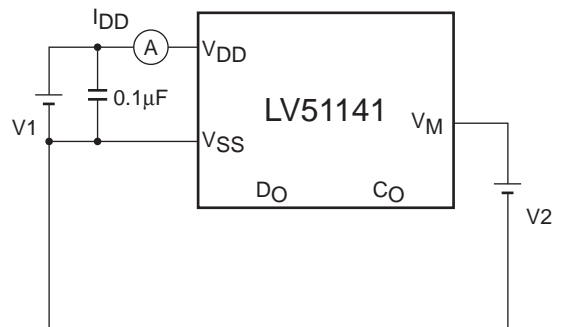 IDD
A
VDD
0.1μF
LV51141
V1
VM
VSS
DO
CO
V2